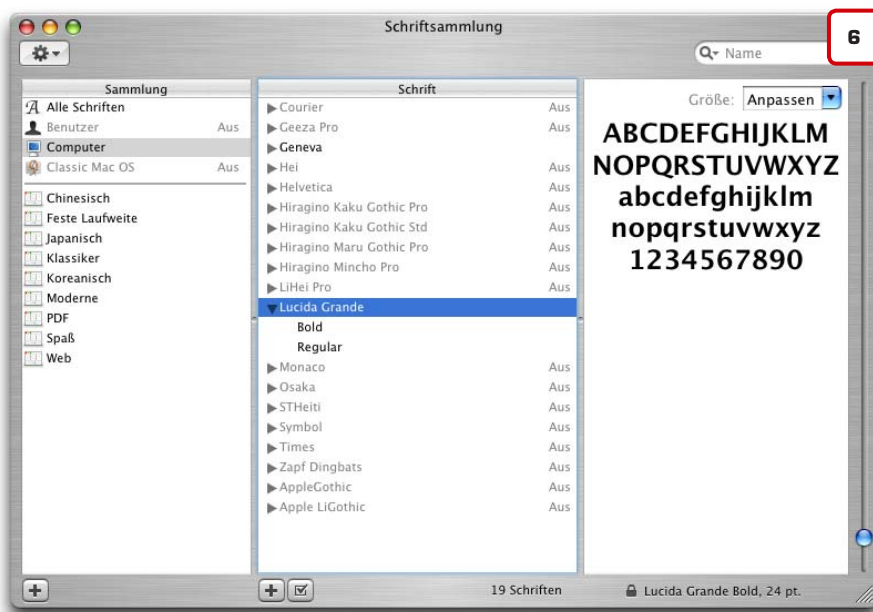 Schriftsammlung
6
Name
Sammlung
Alle Schriften
Benutzer Aus
Computer
Classic Mac OS Aus
Chinesisch
Feste Laufweite
Japanisch
Klassiker
Koreanisch
Moderne
PDF
Spaß
Web
Schrift
Courier Aus
Geeza Pro Aus
Geneva
Hei Aus
Helvetica Aus
Hiragino Kaku Gothic Pro Aus
Hiragino Kaku Gothic Std Aus
Hiragino Maru Gothic Pro Aus
Hiragino Mincho Pro Aus
LiHei Pro Aus
Lucida Grande
Bold
Regular
Monaco Aus
Osaka Aus
STHeiti Aus
Symbol Aus
Times Aus
Zapf Dingbats Aus
AppleGothic Aus
Apple LiGothic Aus
19 Schriften
Größe: Anpassen
ABCDEFGHIJKLM
NOPQRSTUVWXYZ
abcdefghijklm
nopqrstuvwxyz
1234567890
Lucida Grande Bold, 24 pt.